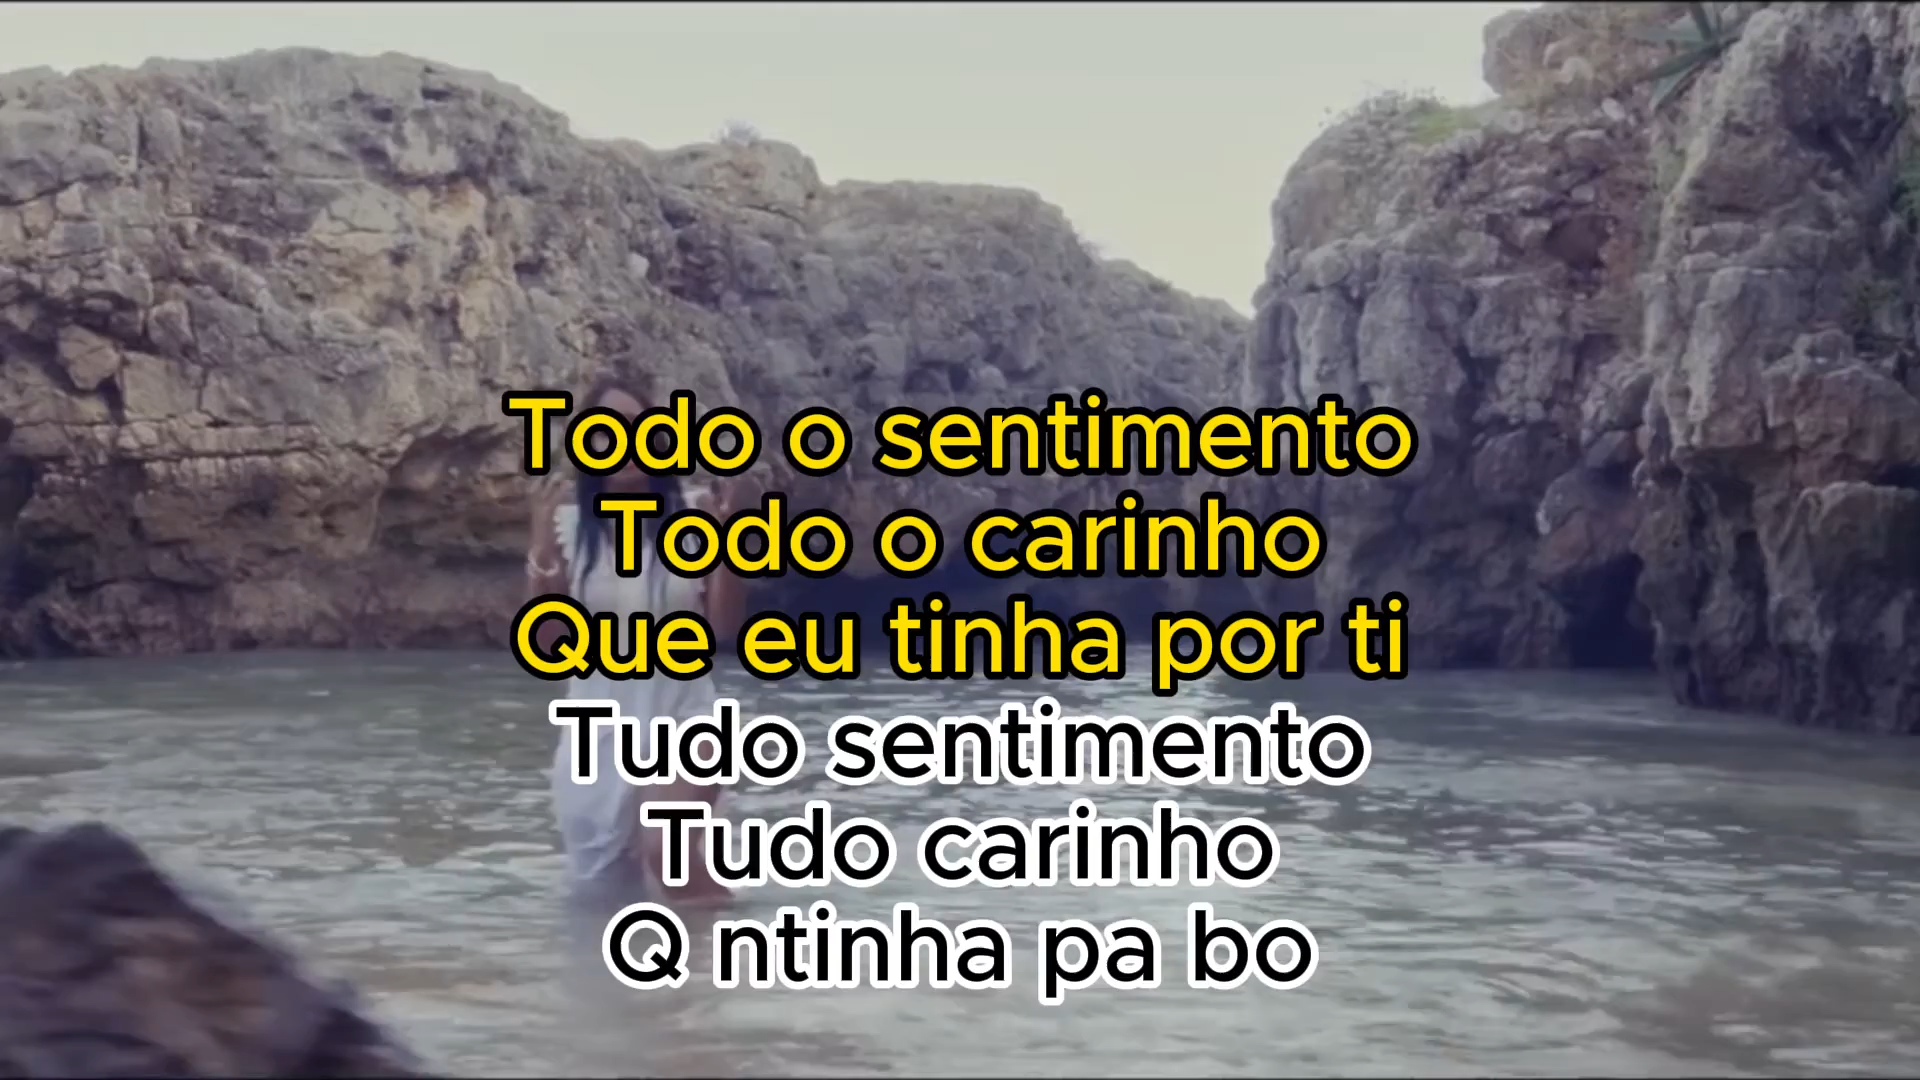 Todo o sentimento
Todo o carinho
Que eu tinha por ti
Tudo sentimento
Tudo carinho
Q ntinha pa bo